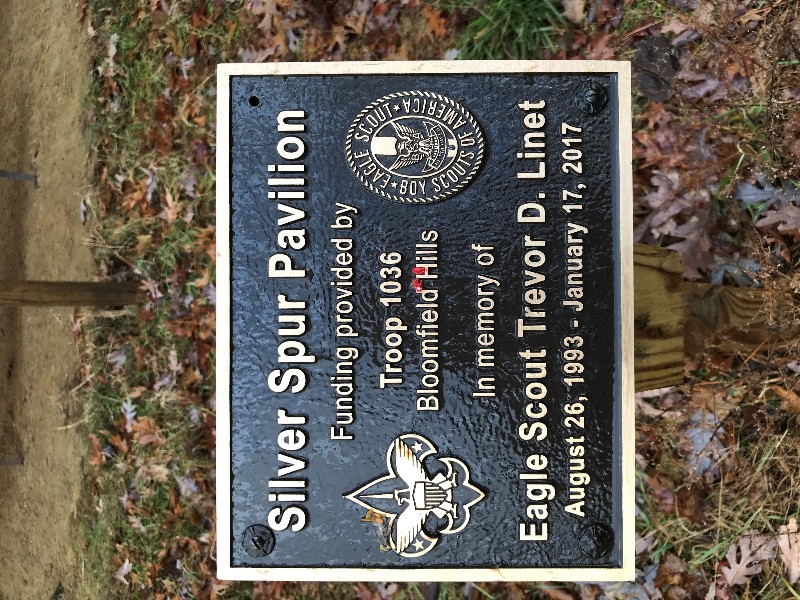 Silver Spur Pavilion
Funding provided by
Troop 1036
Bloomfield Hills
In memory of
Eagle Scout Trevor D. Linet
August 26, 1993 - January 17, 2017
EAGLE SCOUT
BOY SCOUTS OF AMERICA